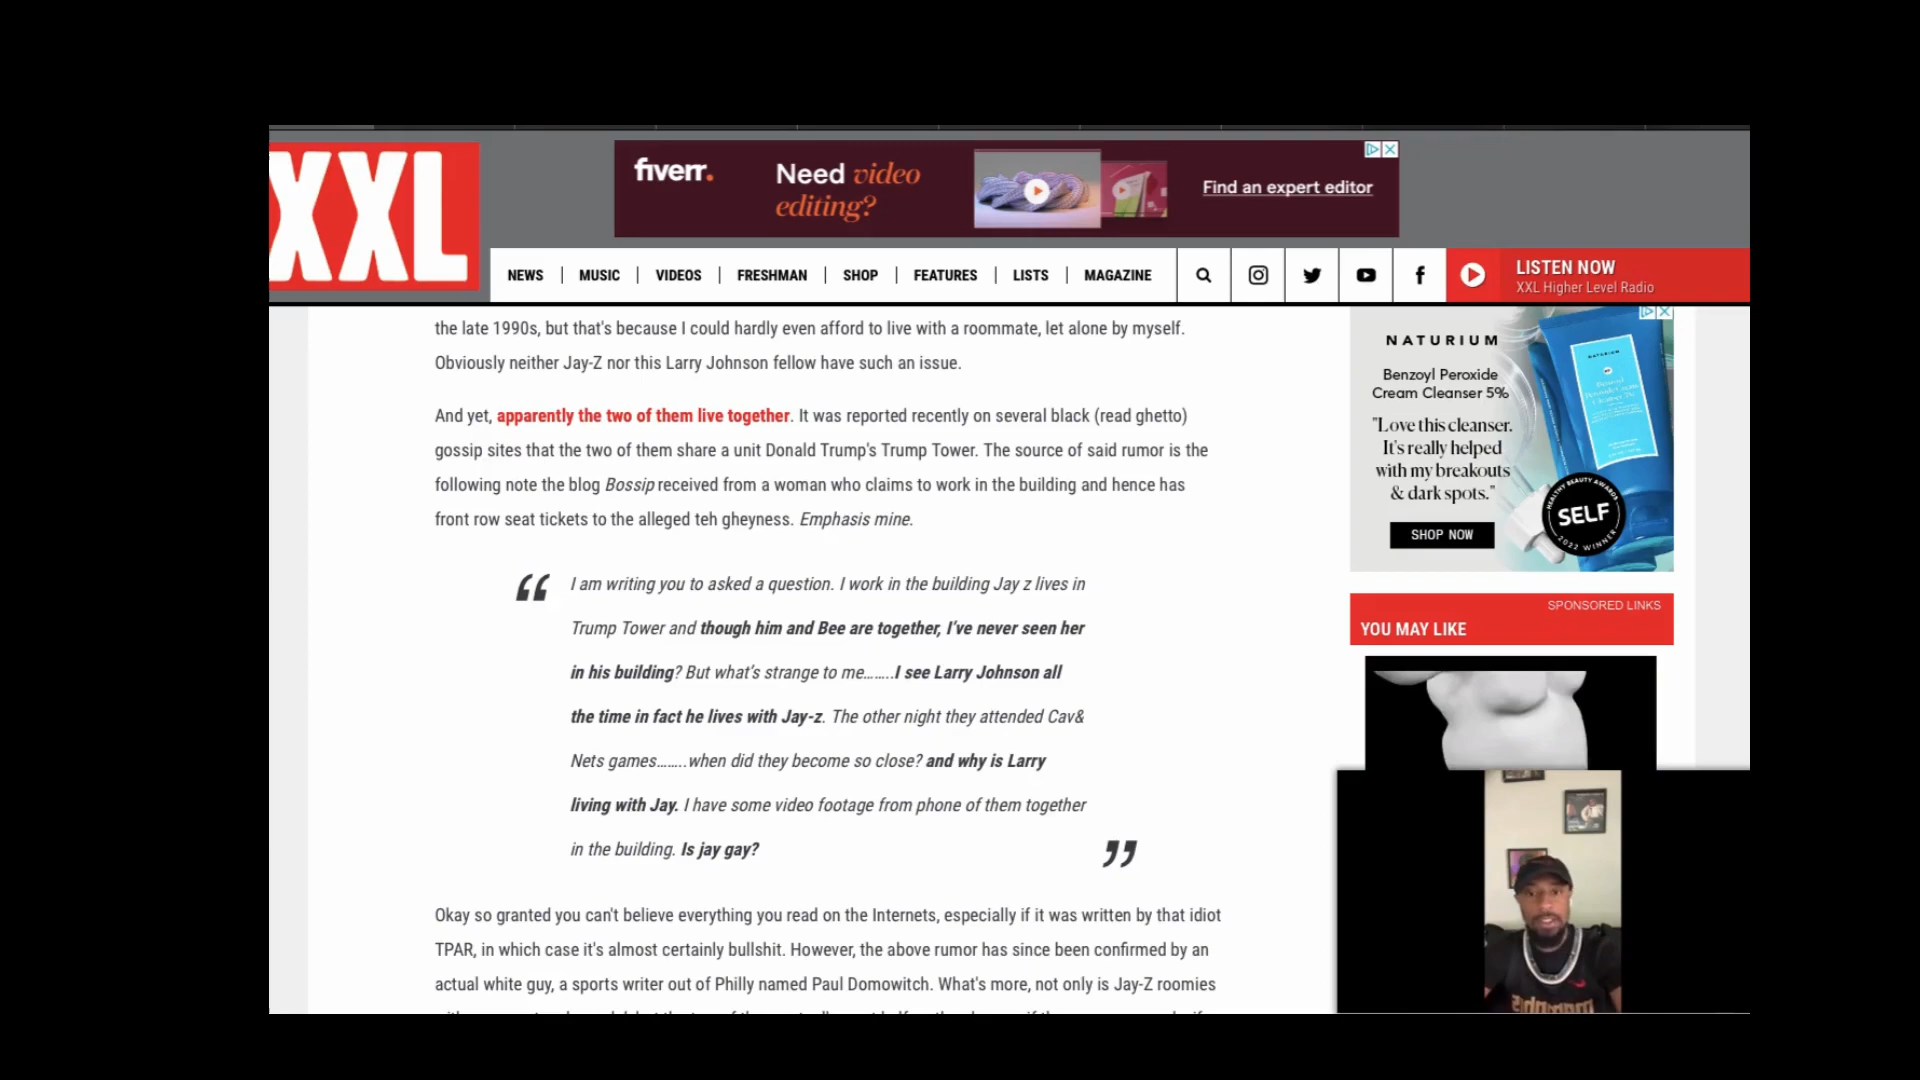 XXL
fiverr.
Need video
editing?
Find an expert editor
NEWS
MUSIC
VIDEOS
FRESHMAN
SHOP
FEATURES
LISTS
MAGAZINE
f
LISTEN NOW
XXL Higher Level Radio
the late 1990s, but that's because I could hardly even afford to live with a roommate, let alone by myself.
Obviously neither Jay-Z nor this Larry Johnson fellow have such an issue.
And yet, apparently the two of them live together. It was reported recently on several black (read ghetto)
gossip sites that the two of them share a unit Donald Trump's Trump Tower. The source of said rumor is the
following note the blog Bossip received from a woman who claims to work in the building and hence has
front row seat tickets to the alleged teh gheyness. Emphasis mine.
“ I am writing you to asked a question. I work in the building Jay z lives in
Trump Tower and though him and Bee are together, I’ve never seen her
in his building? But what’s strange to me……..I see Larry Johnson all
the time in fact he lives with Jay-z. The other night they attended Cav&
Nets games……..when did they become so close? and why is Larry
living with Jay. I have some video footage from phone of them together
in the building. Is jay gay? ”
Okay so granted you can't believe everything you read on the Internets, especially if it was written by that idiot
TPAR, in which case it's almost certainly bullshit. However, the above rumor has since been confirmed by an
actual white guy, a sports writer out of Philly named Paul Domowitch. What's more, not only is Jay-Z roomies
NATURIUM
Benzoyl Peroxide
Cream Cleanser 5%
"Love this cleanser.
It's really helped
with my breakouts
& dark spots."
SHOP NOW
NATURIUM
Benzoyl Peroxide
HEALTHY BEAUTY AWARDS
SELF
2022 WINNER
SPONSORED LINKS
YOU MAY LIKE